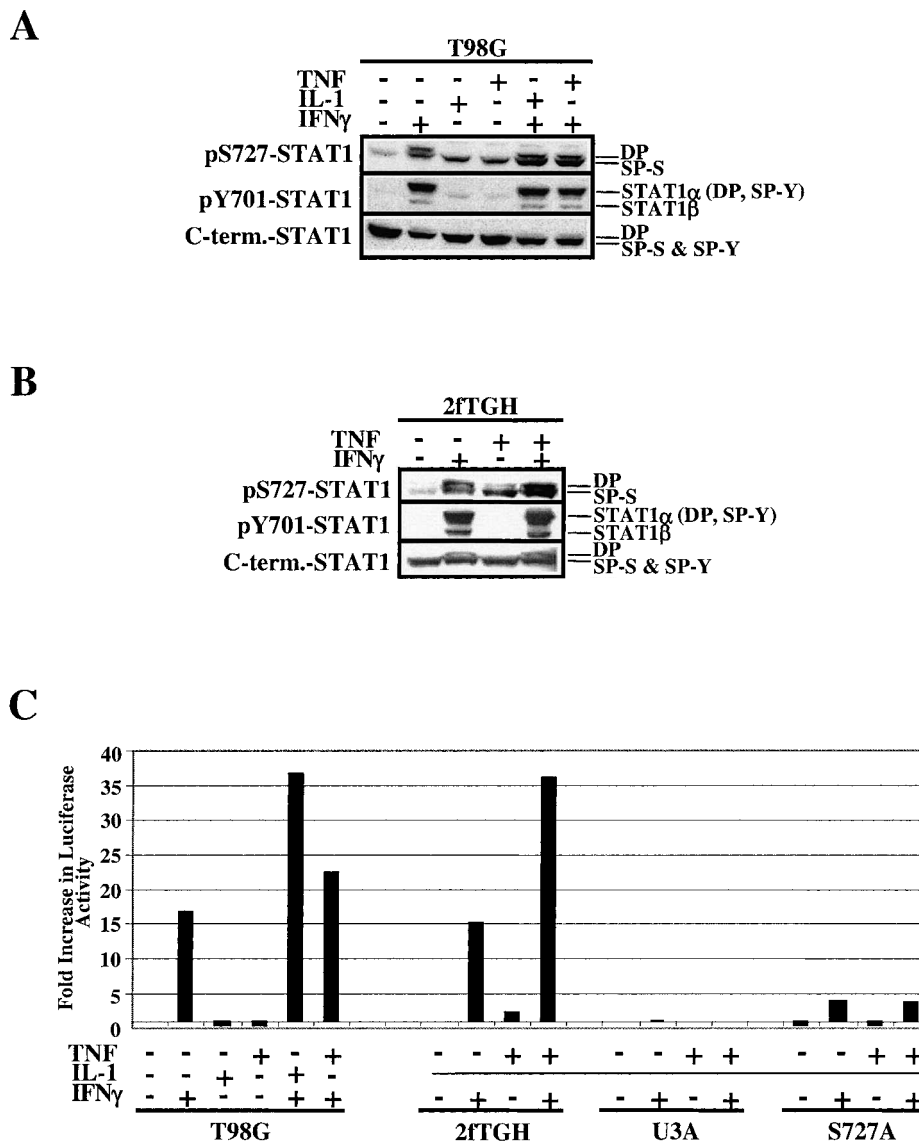 A
T98G
TNF - - - + - +
IL-1 - - + - + -
IFNγ - + - - + +
pS727-STAT1 DP
SP-S
pY701-STAT1 STAT1α (DP, SP-Y)
STAT1β
C-term.-STAT1 DP
SP-S & SP-Y
B
2fTGH
TNF - - + +
IFNγ - + - +
pS727-STAT1 DP
SP-S
pY701-STAT1 STAT1α (DP, SP-Y)
STAT1β
C-term.-STAT1 DP
SP-S & SP-Y
C
Fold Increase in Luciferase
Activity
40
35
30
25
20
15
10
5
0
TNF - - - + - + - - + + - - + + - - + +
IL-1 - - + - + -
IFNγ - + - - + + - + - + - + - + - + - +
T98G 2fTGH U3A S727A